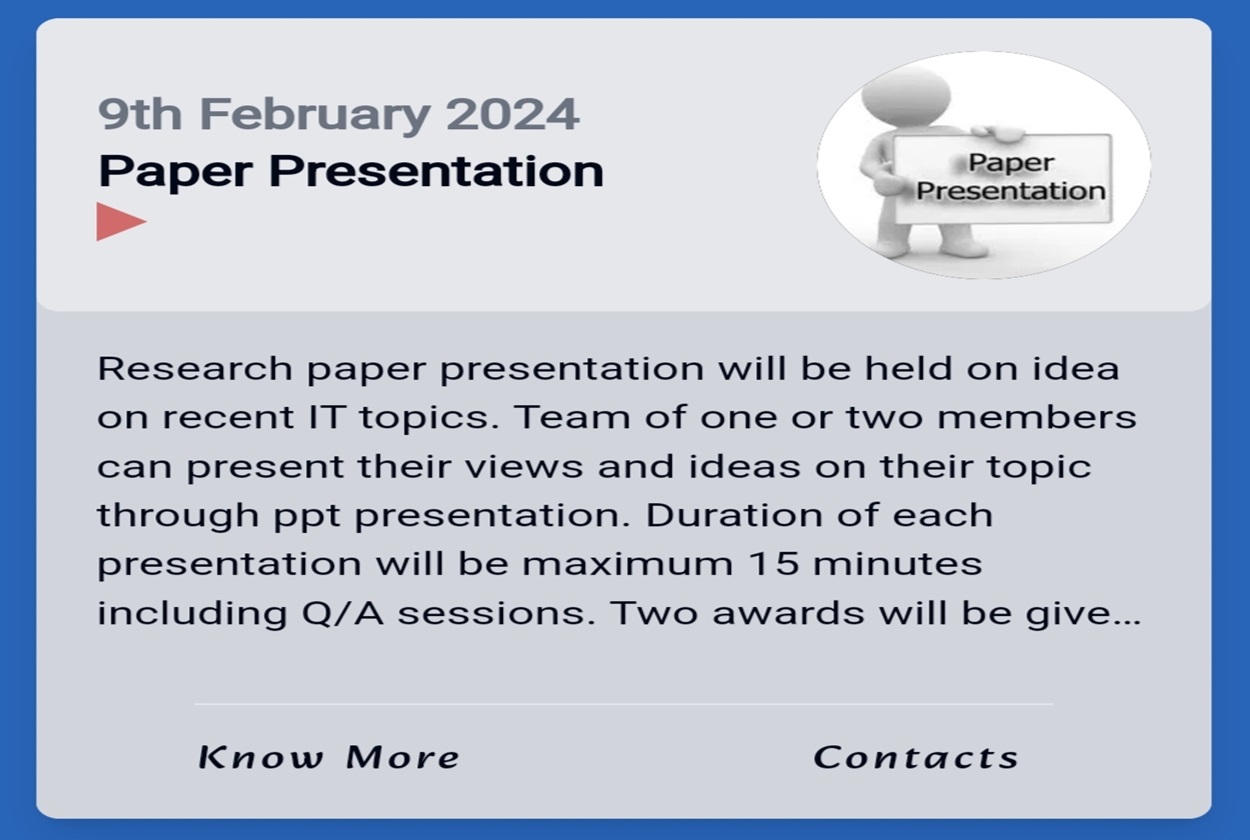 9th February 2024
Paper Presentation
Paper
Presentation
Research paper presentation will be held on idea
on recent IT topics. Team of one or two members
can present their views and ideas on their topic
through ppt presentation. Duration of each
presentation will be maximum 15 minutes
including Q/A sessions. Two awards will be give...
Know More
Contacts